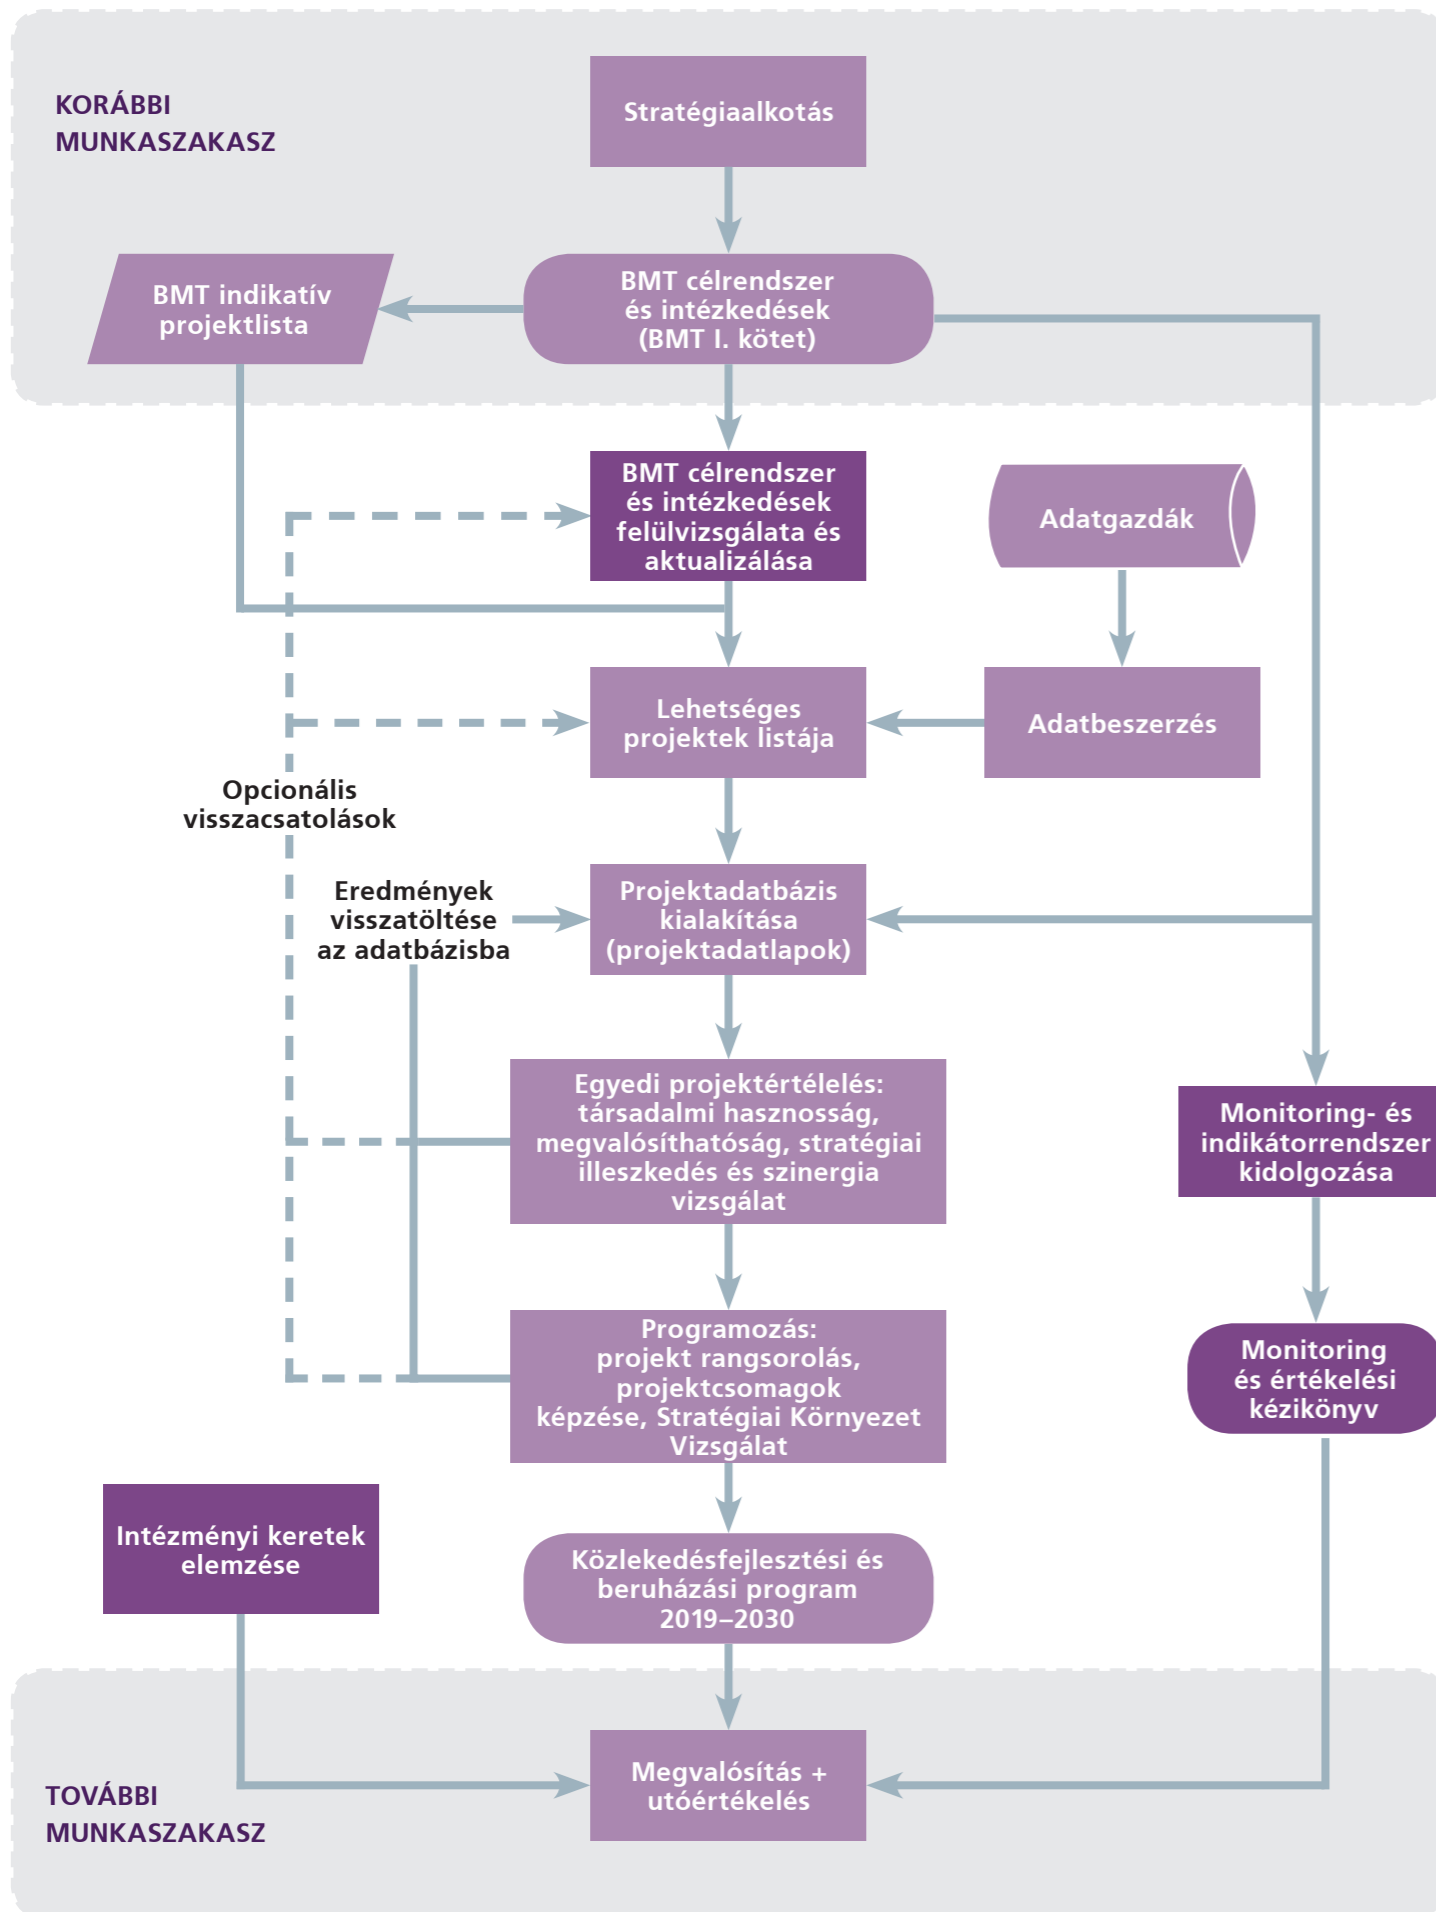 KORÁBBI
MUNKASZAKASZ
Stratégiaalkotás
BMT indikatív
projektlista
BMT célrendszer
és intézkedések
(BMT I. kötet)
BMT célrendszer
és intézkedések
felülvizsgálata és
aktualizálása
Adatgazdák
Lehetséges
projektek listája
Adatbeszerzés
Opcionális
visszacsatolások
Eredmények
visszatöltése
az adatbázisba
Projektadatbázis
kialakítása
(projektadatlapok)
Egyedi projektértélelés:
társadalmi hasznosság,
megvalósíthatóság, stratégiai
illeszkedés és szinergia
vizsgálat
Monitoring- és
indikátorrendszer
kidolgozása
Programozás:
projekt rangsorolás,
projektcsomagok
képzése, Stratégiai Környezet
Vizsgálat
Monitoring
és értékelési
kézikönyv
Intézményi keretek
elemzése
Közlekedésfejlesztési és
beruházási program
2019–2030
TOVÁBBI
MUNKASZAKASZ
Megvalósítás +
utóértékelés